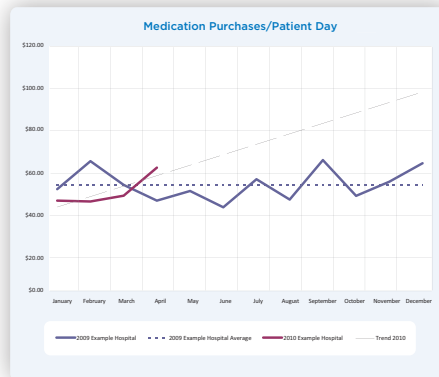 Medication Purchases/Patient Day
$120.00
$100.00
$80.00
$60.00
$40.00
$20.00
$0.00
January February March April May June July August September October November December
2009 Example Hospital 2009 Example Hospital Average 2010 Example Hospital Trend 2010